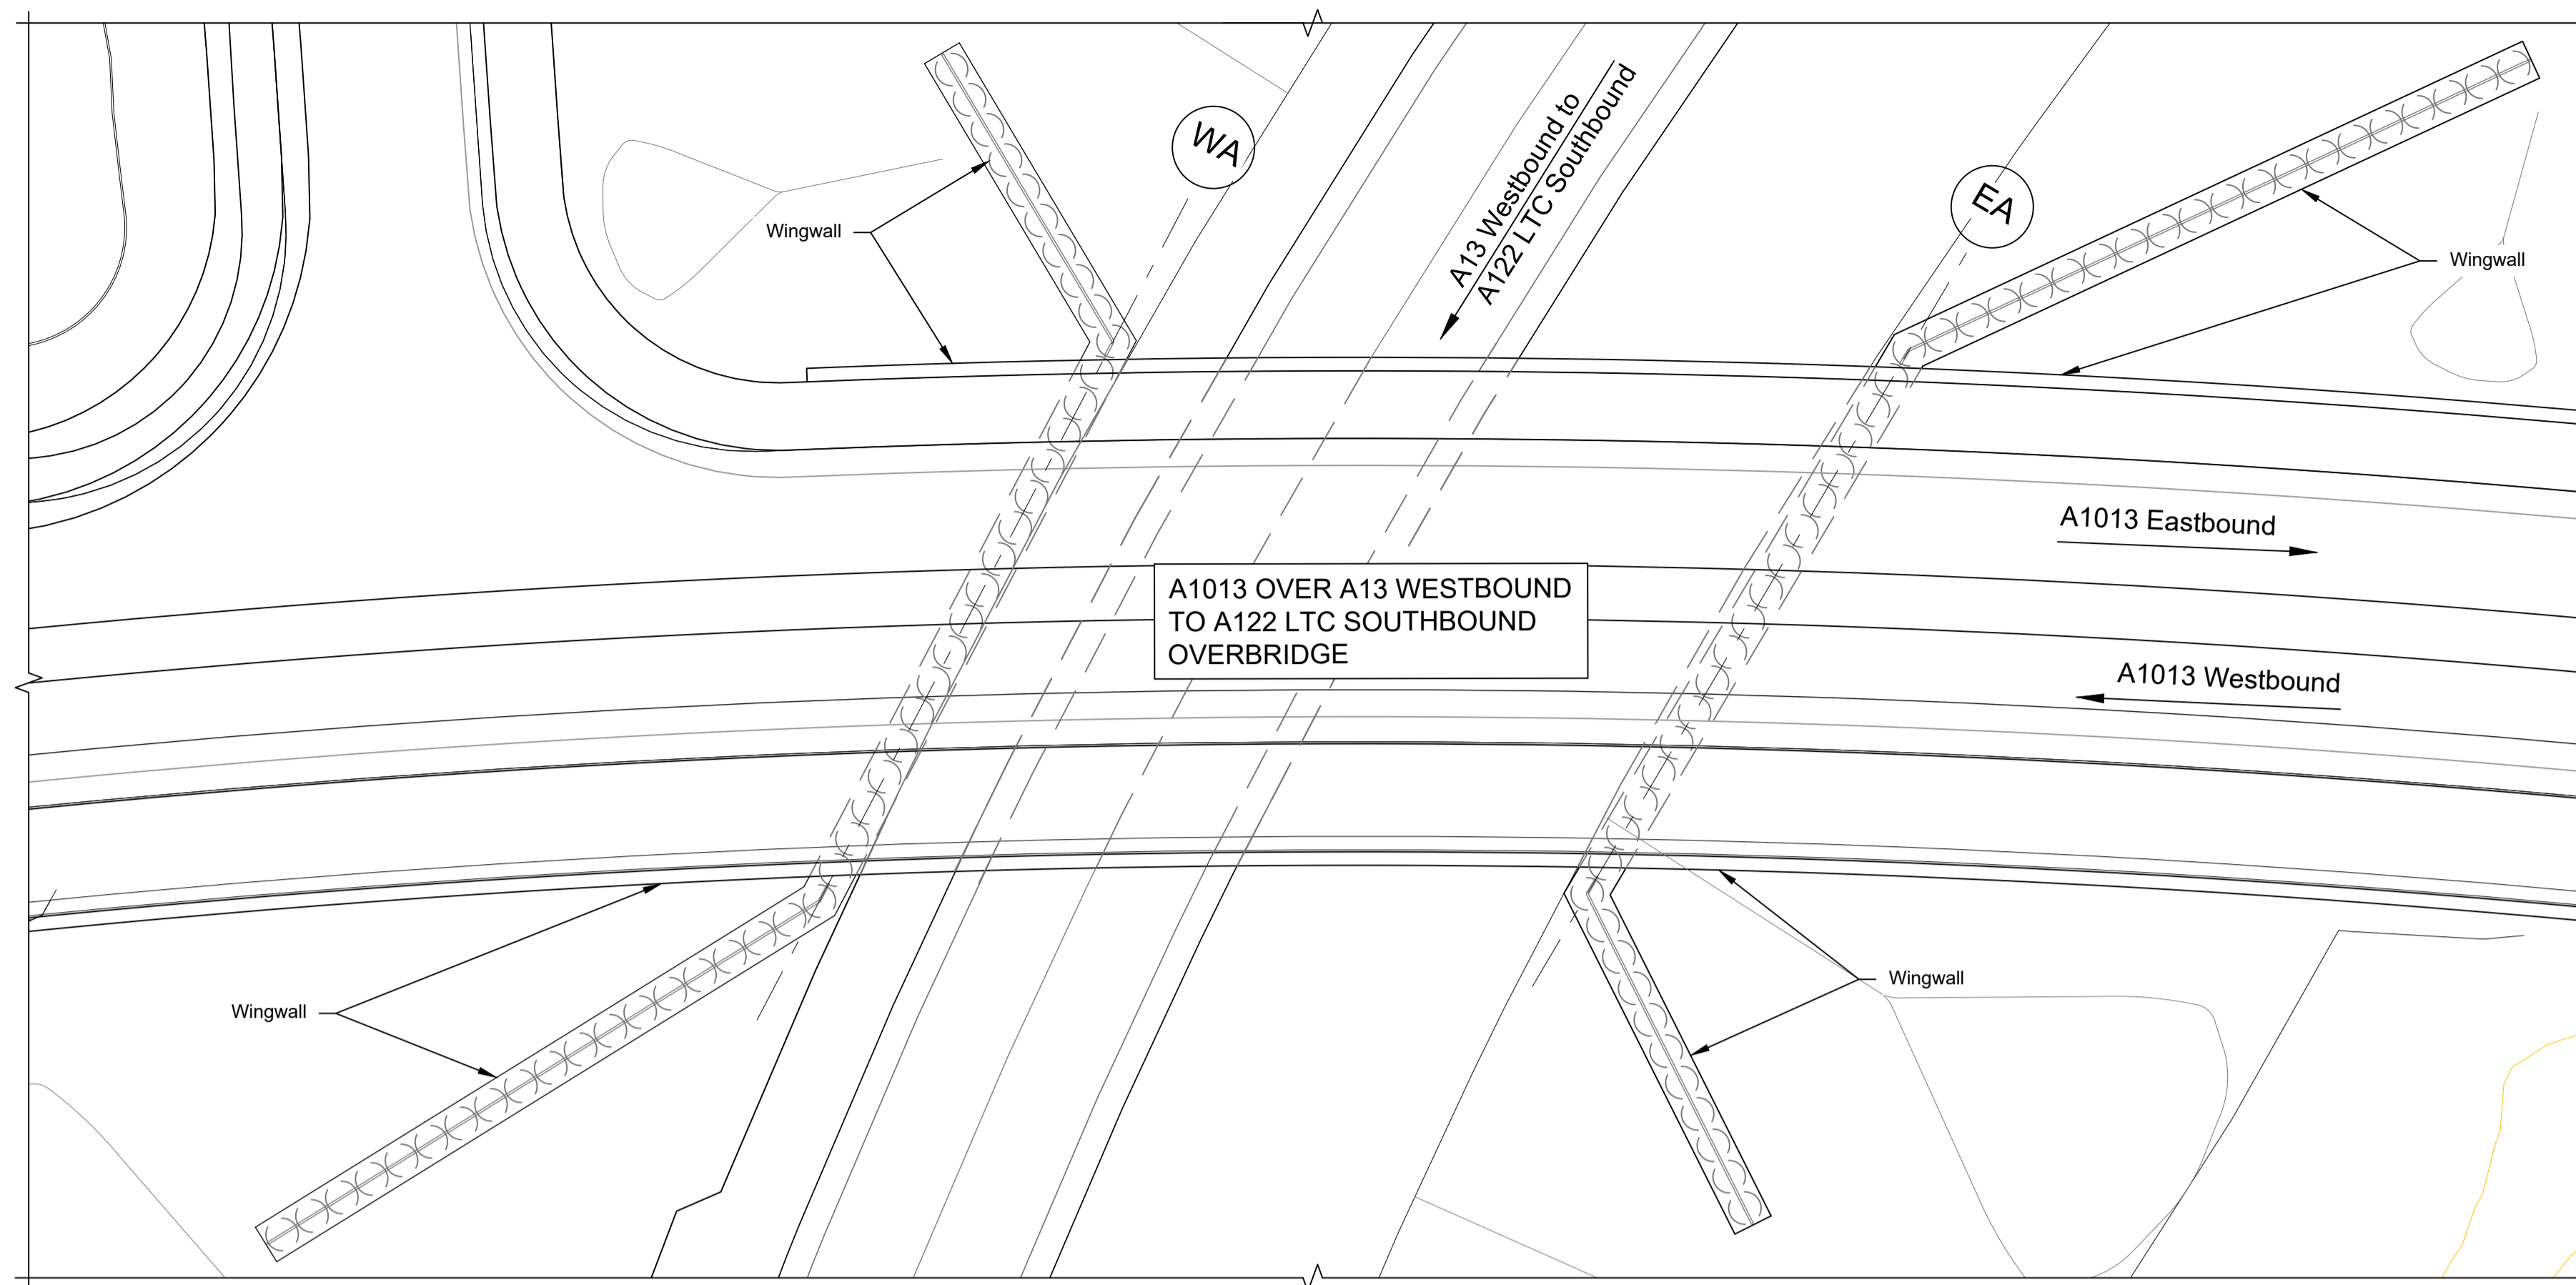 WA
A13 Westbound to
A122 LTC Southbound
EA
Wingwall
Wingwall
A1013 Eastbound
A1013 OVER A13 WESTBOUND
TO A122 LTC SOUTHBOUND
OVERBRIDGE
A1013 Westbound
Wingwall
Wingwall